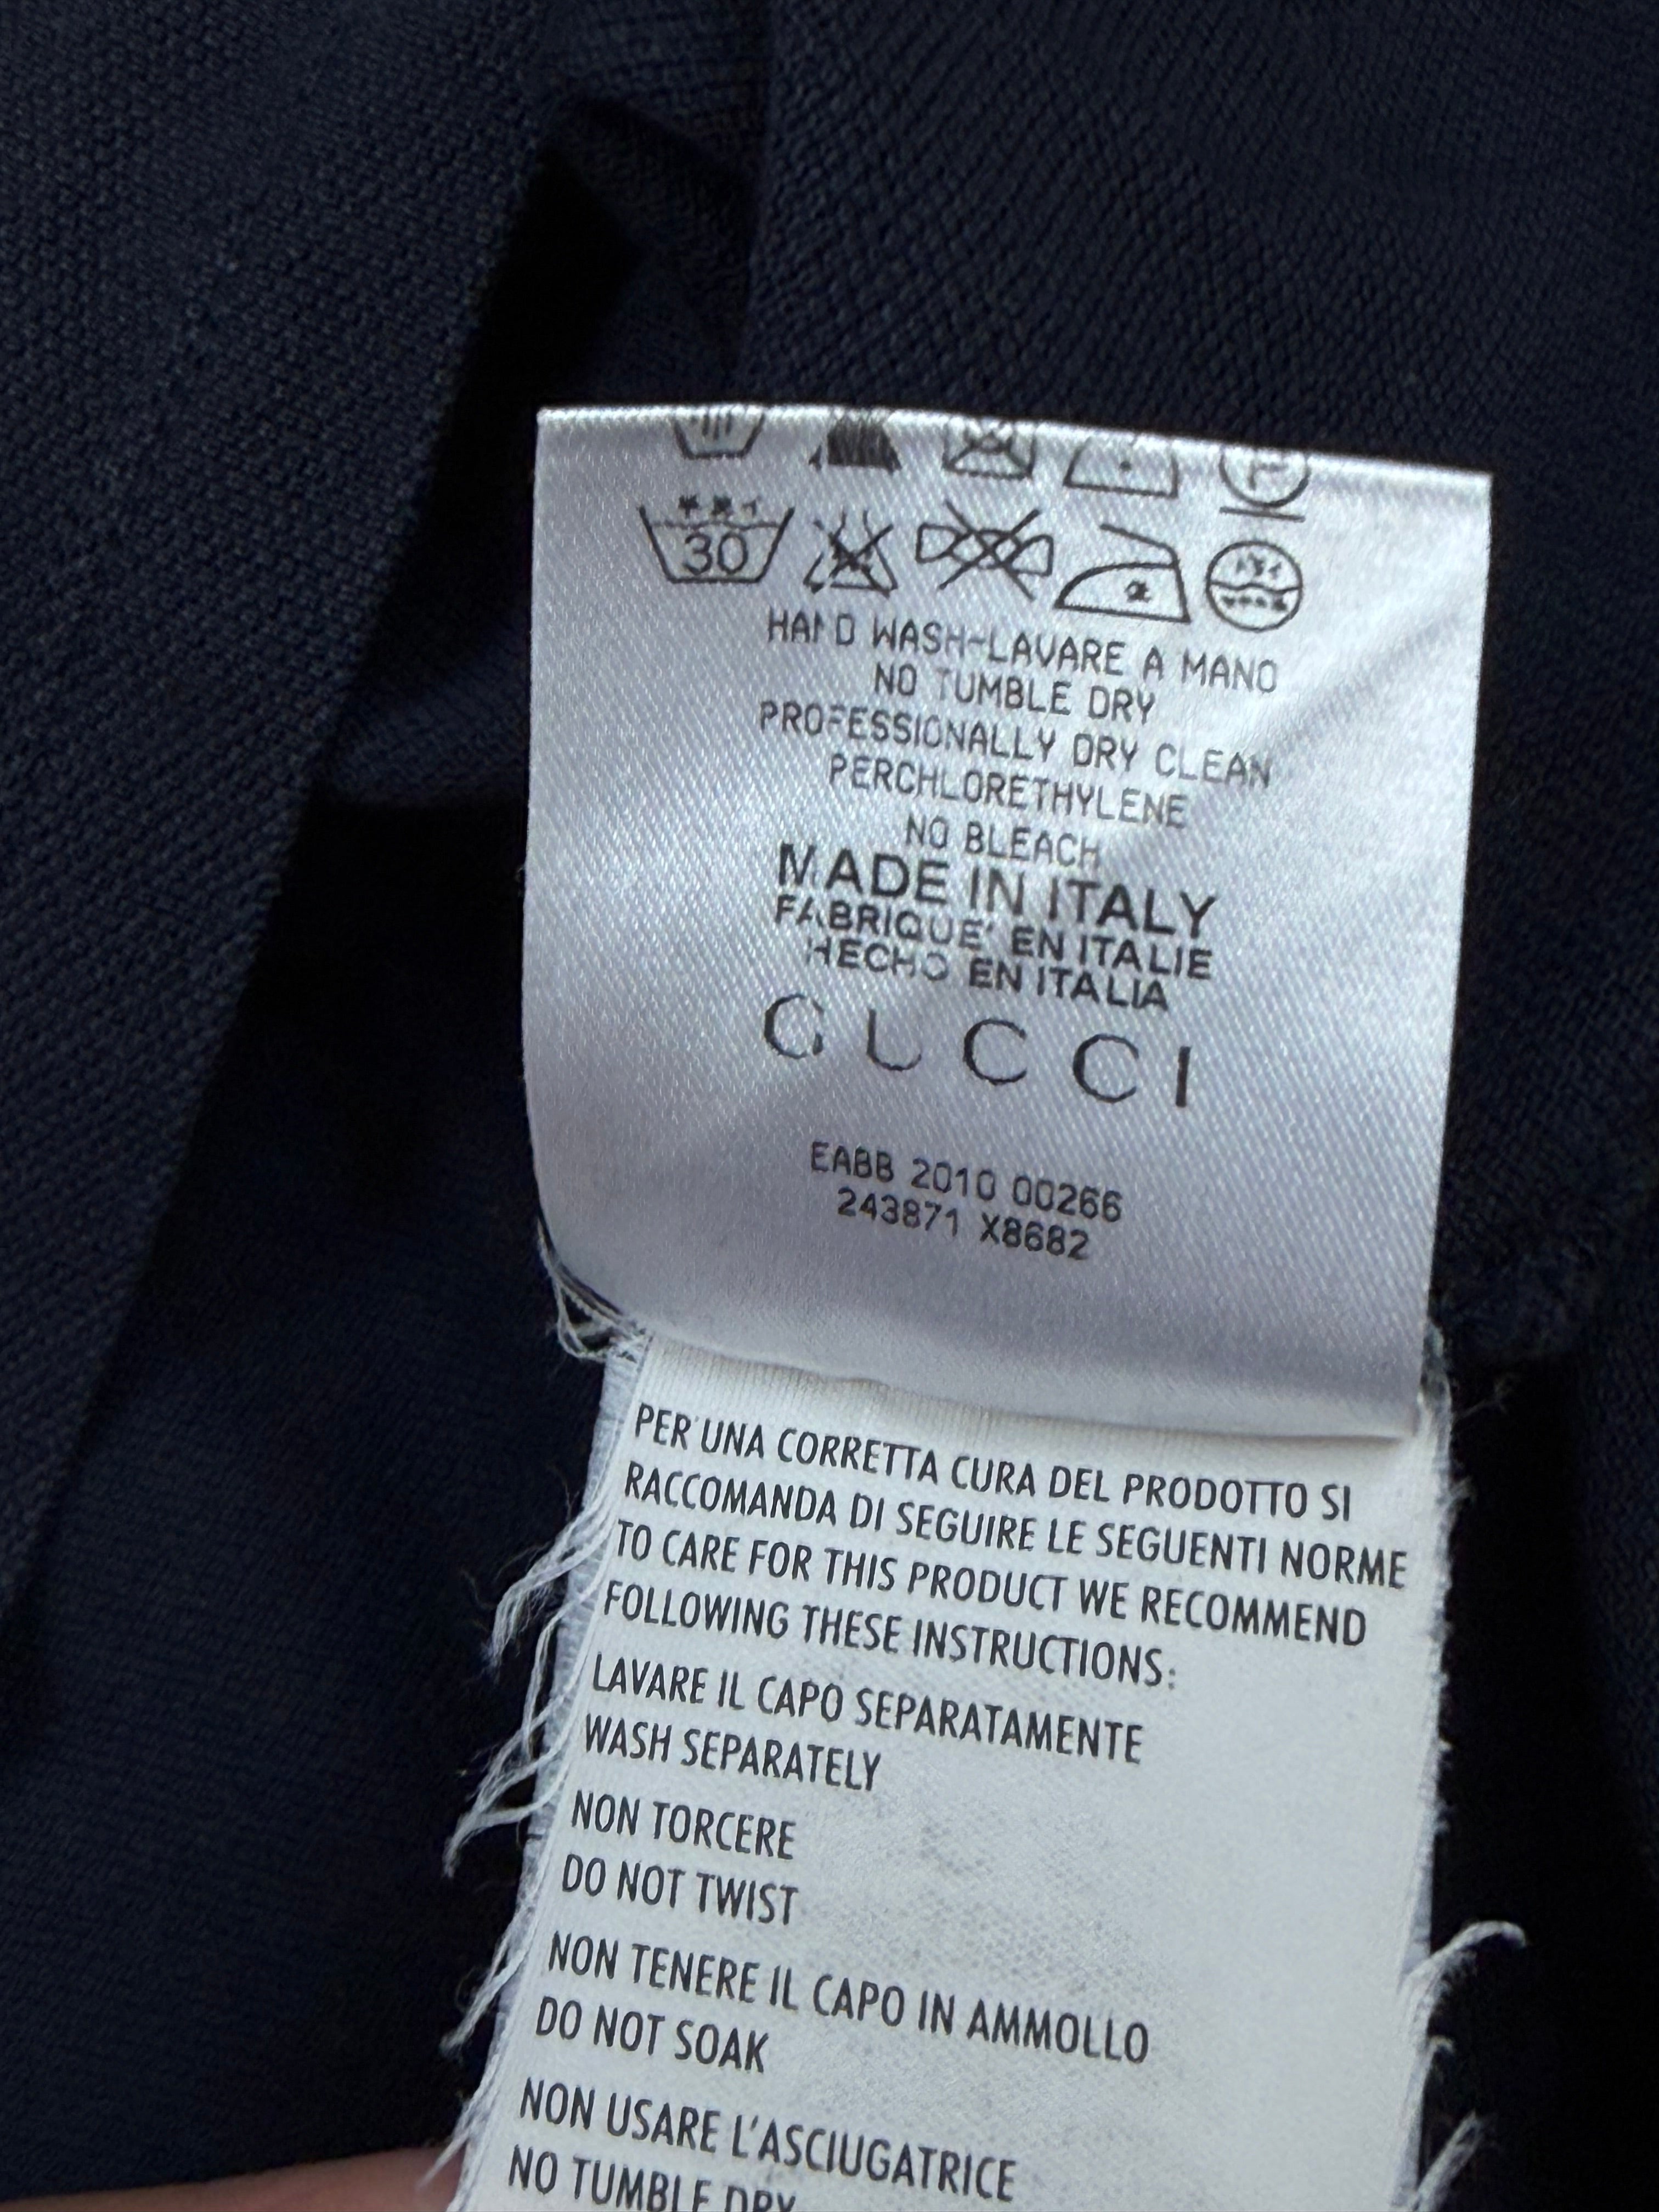 30
HAND WASH-LAVARE A MANO
NO TUMBLE DRY
PROFESSIONALLY DRY CLEAN
PERCHLORETHYLENE
NO BLEACH
MADE IN ITALY
FABRIQUE' EN ITALIE
HECHO EN ITALIA
GUCCI
EABB 2010 00266
243871 X8682
PER UNA CORRETTA CURA DEL PRODOTTO SI
RACCOMANDA DI SEGUIRE LE SEGUENTI NORME
TO CARE FOR THIS PRODUCT WE RECOMMEND
FOLLOWING THESE INSTRUCTIONS:
LAVARE IL CAPO SEPARATAMENTE
WASH SEPARATELY
NON TORCERE
DO NOT TWIST
NON TENERE IL CAPO IN AMMOLLO
DO NOT SOAK
NON USARE L'ASCIUGATRICE
NO TUMBLE DRY